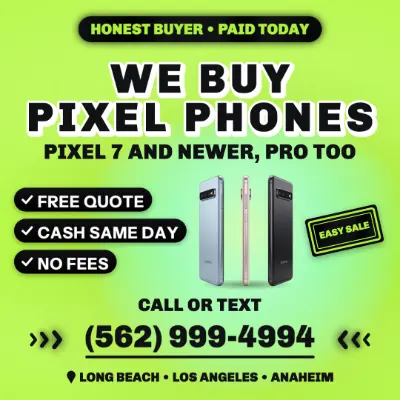 HONEST BUYER • PAID TODAY
WE BUY
PIXEL PHONES
PIXEL 7 AND NEWER, PRO TOO
FREE QUOTE
CASH SAME DAY
NO FEES
EASY SALE
CALL OR TEXT
(562) 999-4994
LONG BEACH • LOS ANGELES • ANAHEIM